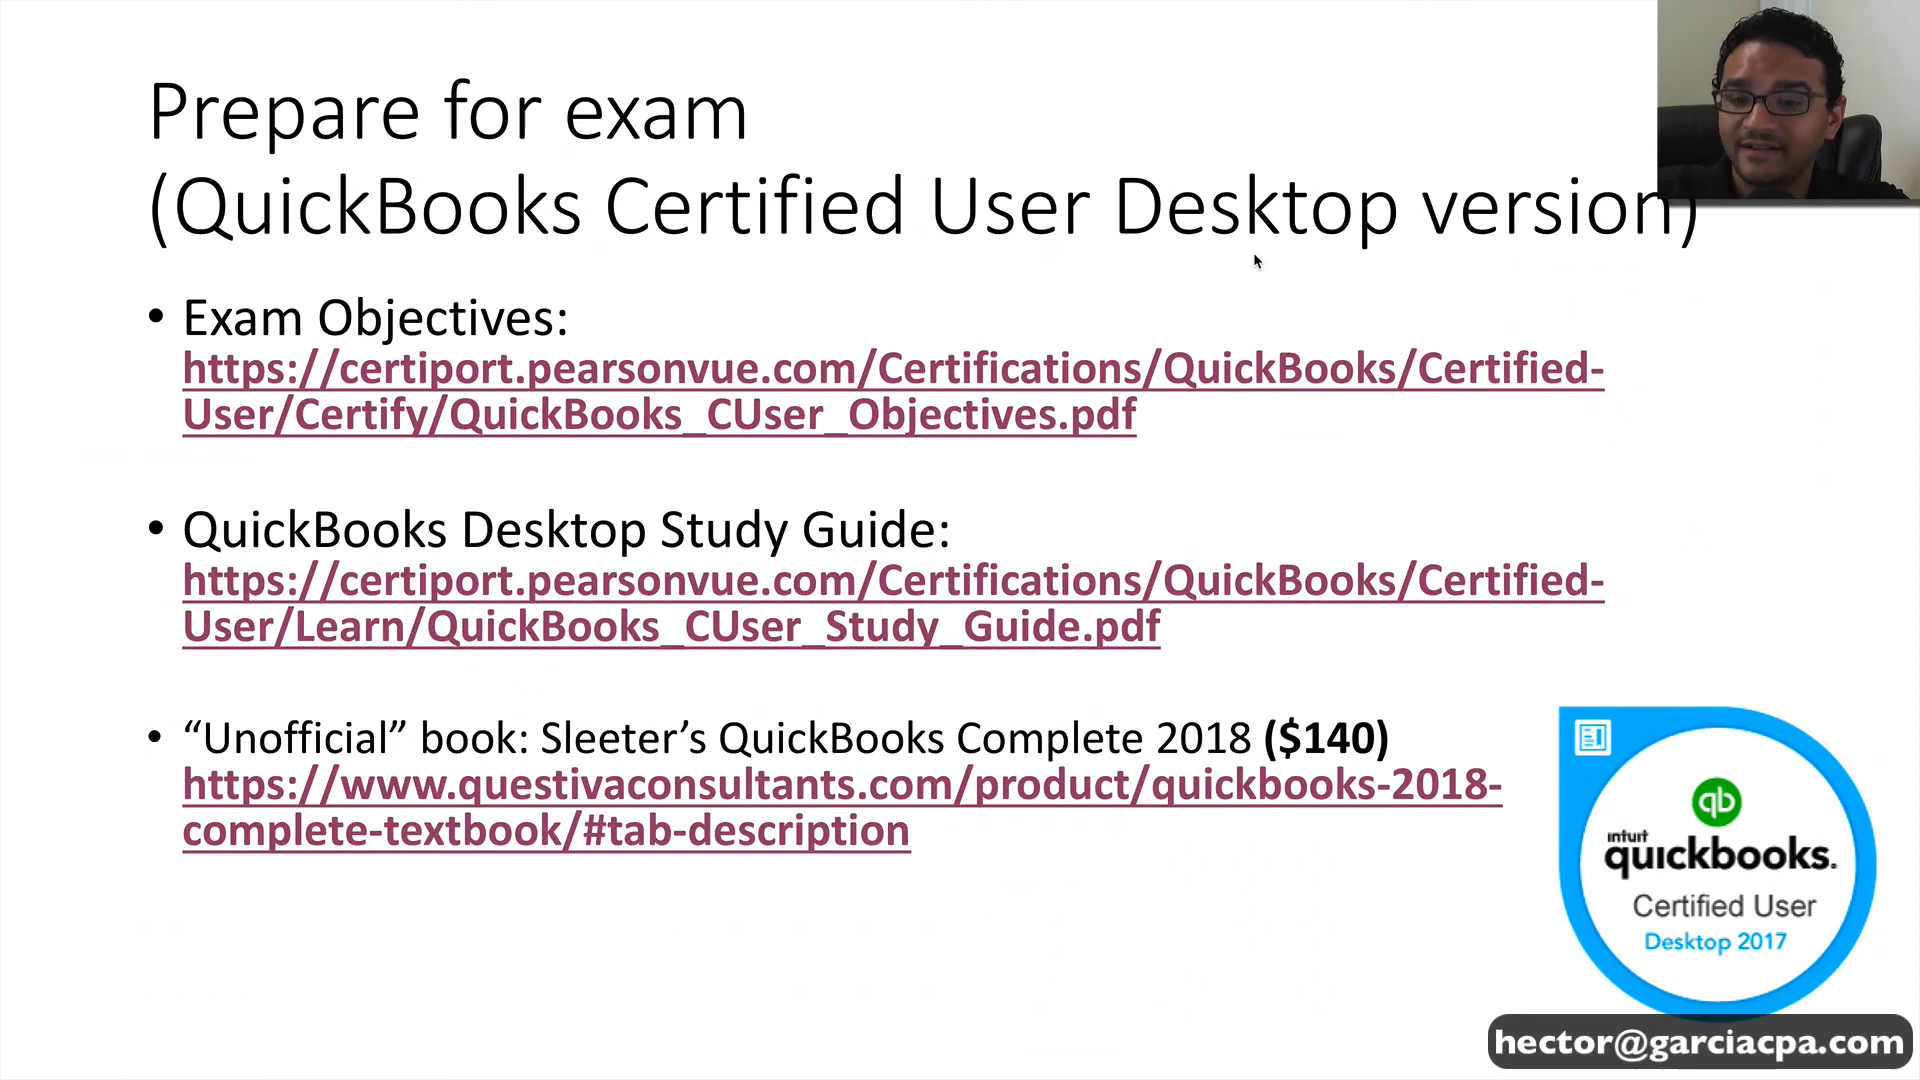 Prepare for exam
(QuickBooks Certified User Desktop version)
• Exam Objectives:
https://certiport.pearsonvue.com/Certifications/QuickBooks/Certified-
User/Certify/QuickBooks_CUser_Objectives.pdf
• QuickBooks Desktop Study Guide:
https://certiport.pearsonvue.com/Certifications/QuickBooks/Certified-
User/Learn/QuickBooks_CUser_Study_Guide.pdf
• “Unofficial” book: Sleeter’s QuickBooks Complete 2018 ($140)
https://www.questivaconsultants.com/product/quickbooks-2018-
complete-textbook/#tab-description
qb
intuit
quickbooks.
Certified User
Desktop 2017
hector@garciacpa.com